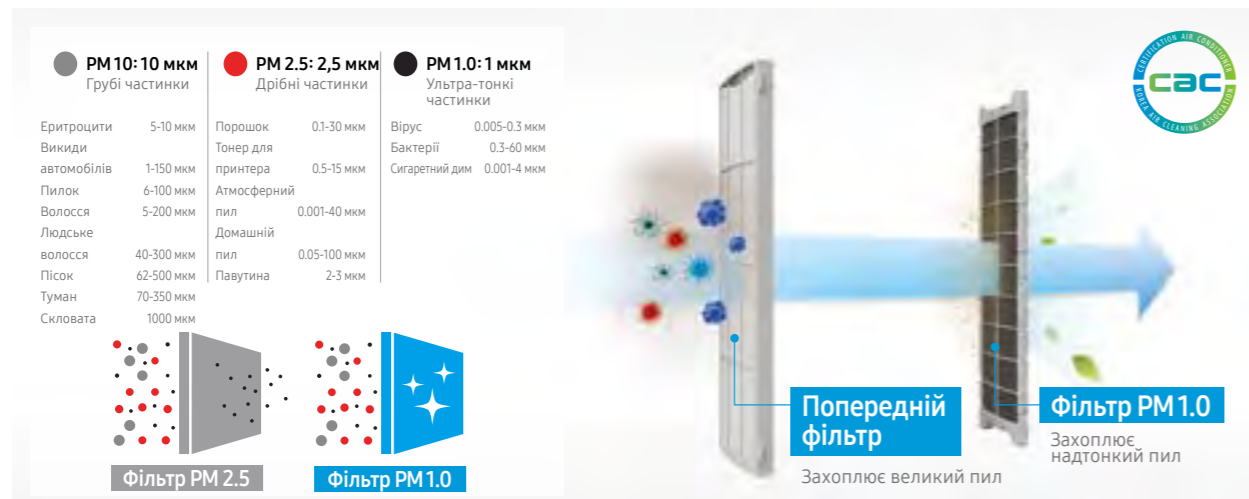 PM 10: 10 мкм
Грубі частинки
Еритроцити 5-10 мкм
Викиди
автомобілів 1-150 мкм
Пилок 6-100 мкм
Волосся 5-200 мкм
Людське
волосся 40-300 мкм
Пісок 62-500 мкм
Туман 70-350 мкм
Скловата 1000 мкм
PM 2.5: 2,5 мкм
Дрібні частинки
Порошок 0.1-30 мкм
Тонер для
принтера 0.5-15 мкм
Атмосферний
пил 0.001-40 мкм
Домашній
пил 0.05-100 мкм
Павутина 2-3 мкм
PM 1.0: 1 мкм
Ультра-тонкі
частинки
Вірус 0.005-0.3 мкм
Бактерії 0.3-60 мкм
Сигаретний дим 0.001-4 мкм
Фільтр PM 2.5
Фільтр PM 1.0
CERTIFICATION AIR CONDITIONER
cac
KOREA AIR CLEANING ASSOCIATION
Попередній
фільтр
Захоплює великий пил
Фільтр PM 1.0
Захоплює
надтонкий пил